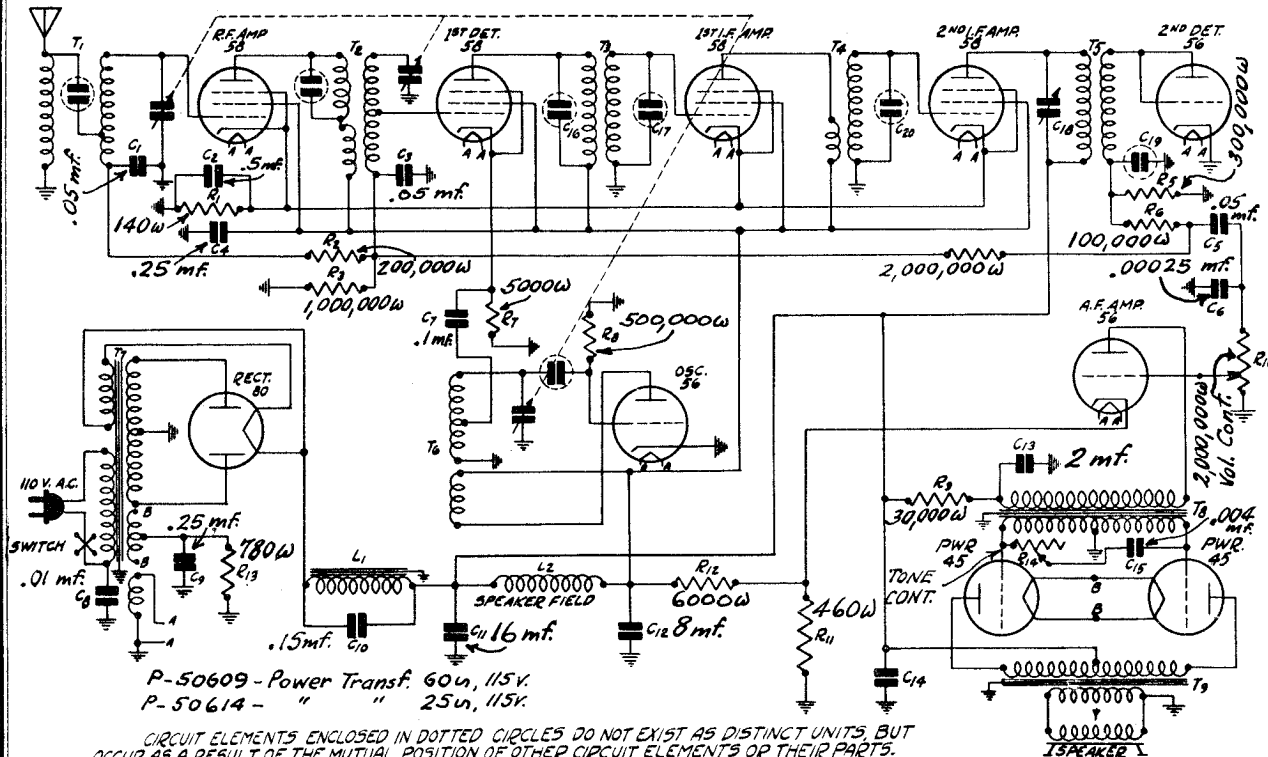 R.F. AMP
58
1ST DET.
58
1ST I.F. AMP.
58
2ND I.F. AMP.
58
2ND DET.
56
T1
T2
T3
T4
T5
C1
.05 mf.
C2
.5 mf.
R1
140ω
C4
.25 mf.
C3
.05 mf.
C16
C17
C20
C18
C19
A A
A A
A A
A A
A A
R5
300,000ω
R6
100,000ω
.05 mf.
C5
R2
200,000ω
R3
1,000,000ω
2,000,000ω
.00025 mf.
C6
C7
.1 mf.
R7
5000ω
R8
500,000ω
A.F. AMP.
56
A A
2,000,000ω
Vol. Cont.
T7
RECT.
80
T6
OSC.
56
A A
110 V. A.C.
SWITCH
.01 mf.
C8
B
B
.25 mf.
C9
780ω
R13
A
A
L1
.15 mf.
C10
L2
SPEAKER FIELD
C11 16 mf.
C12 8 mf.
R12
6000ω
460ω
R11
C14
R9
30,000ω
C13
2 mf.
T8
.004 mf.
C15
R14
PWR.
45
PWR.
45
TONE
CONT.
B
B
T9
SPEAKER
P-50609 - Power Transf. 60~, 115v.
P-50614 - " " 25~, 115v.
CIRCUIT ELEMENTS ENCLOSED IN DOTTED CIRCLES DO NOT EXIST AS DISTINCT UNITS, BUT
OCCUR AS A RESULT OF THE MUTUAL POSITION OF OTHER CIRCUIT ELEMENTS OR THEIR PARTS.